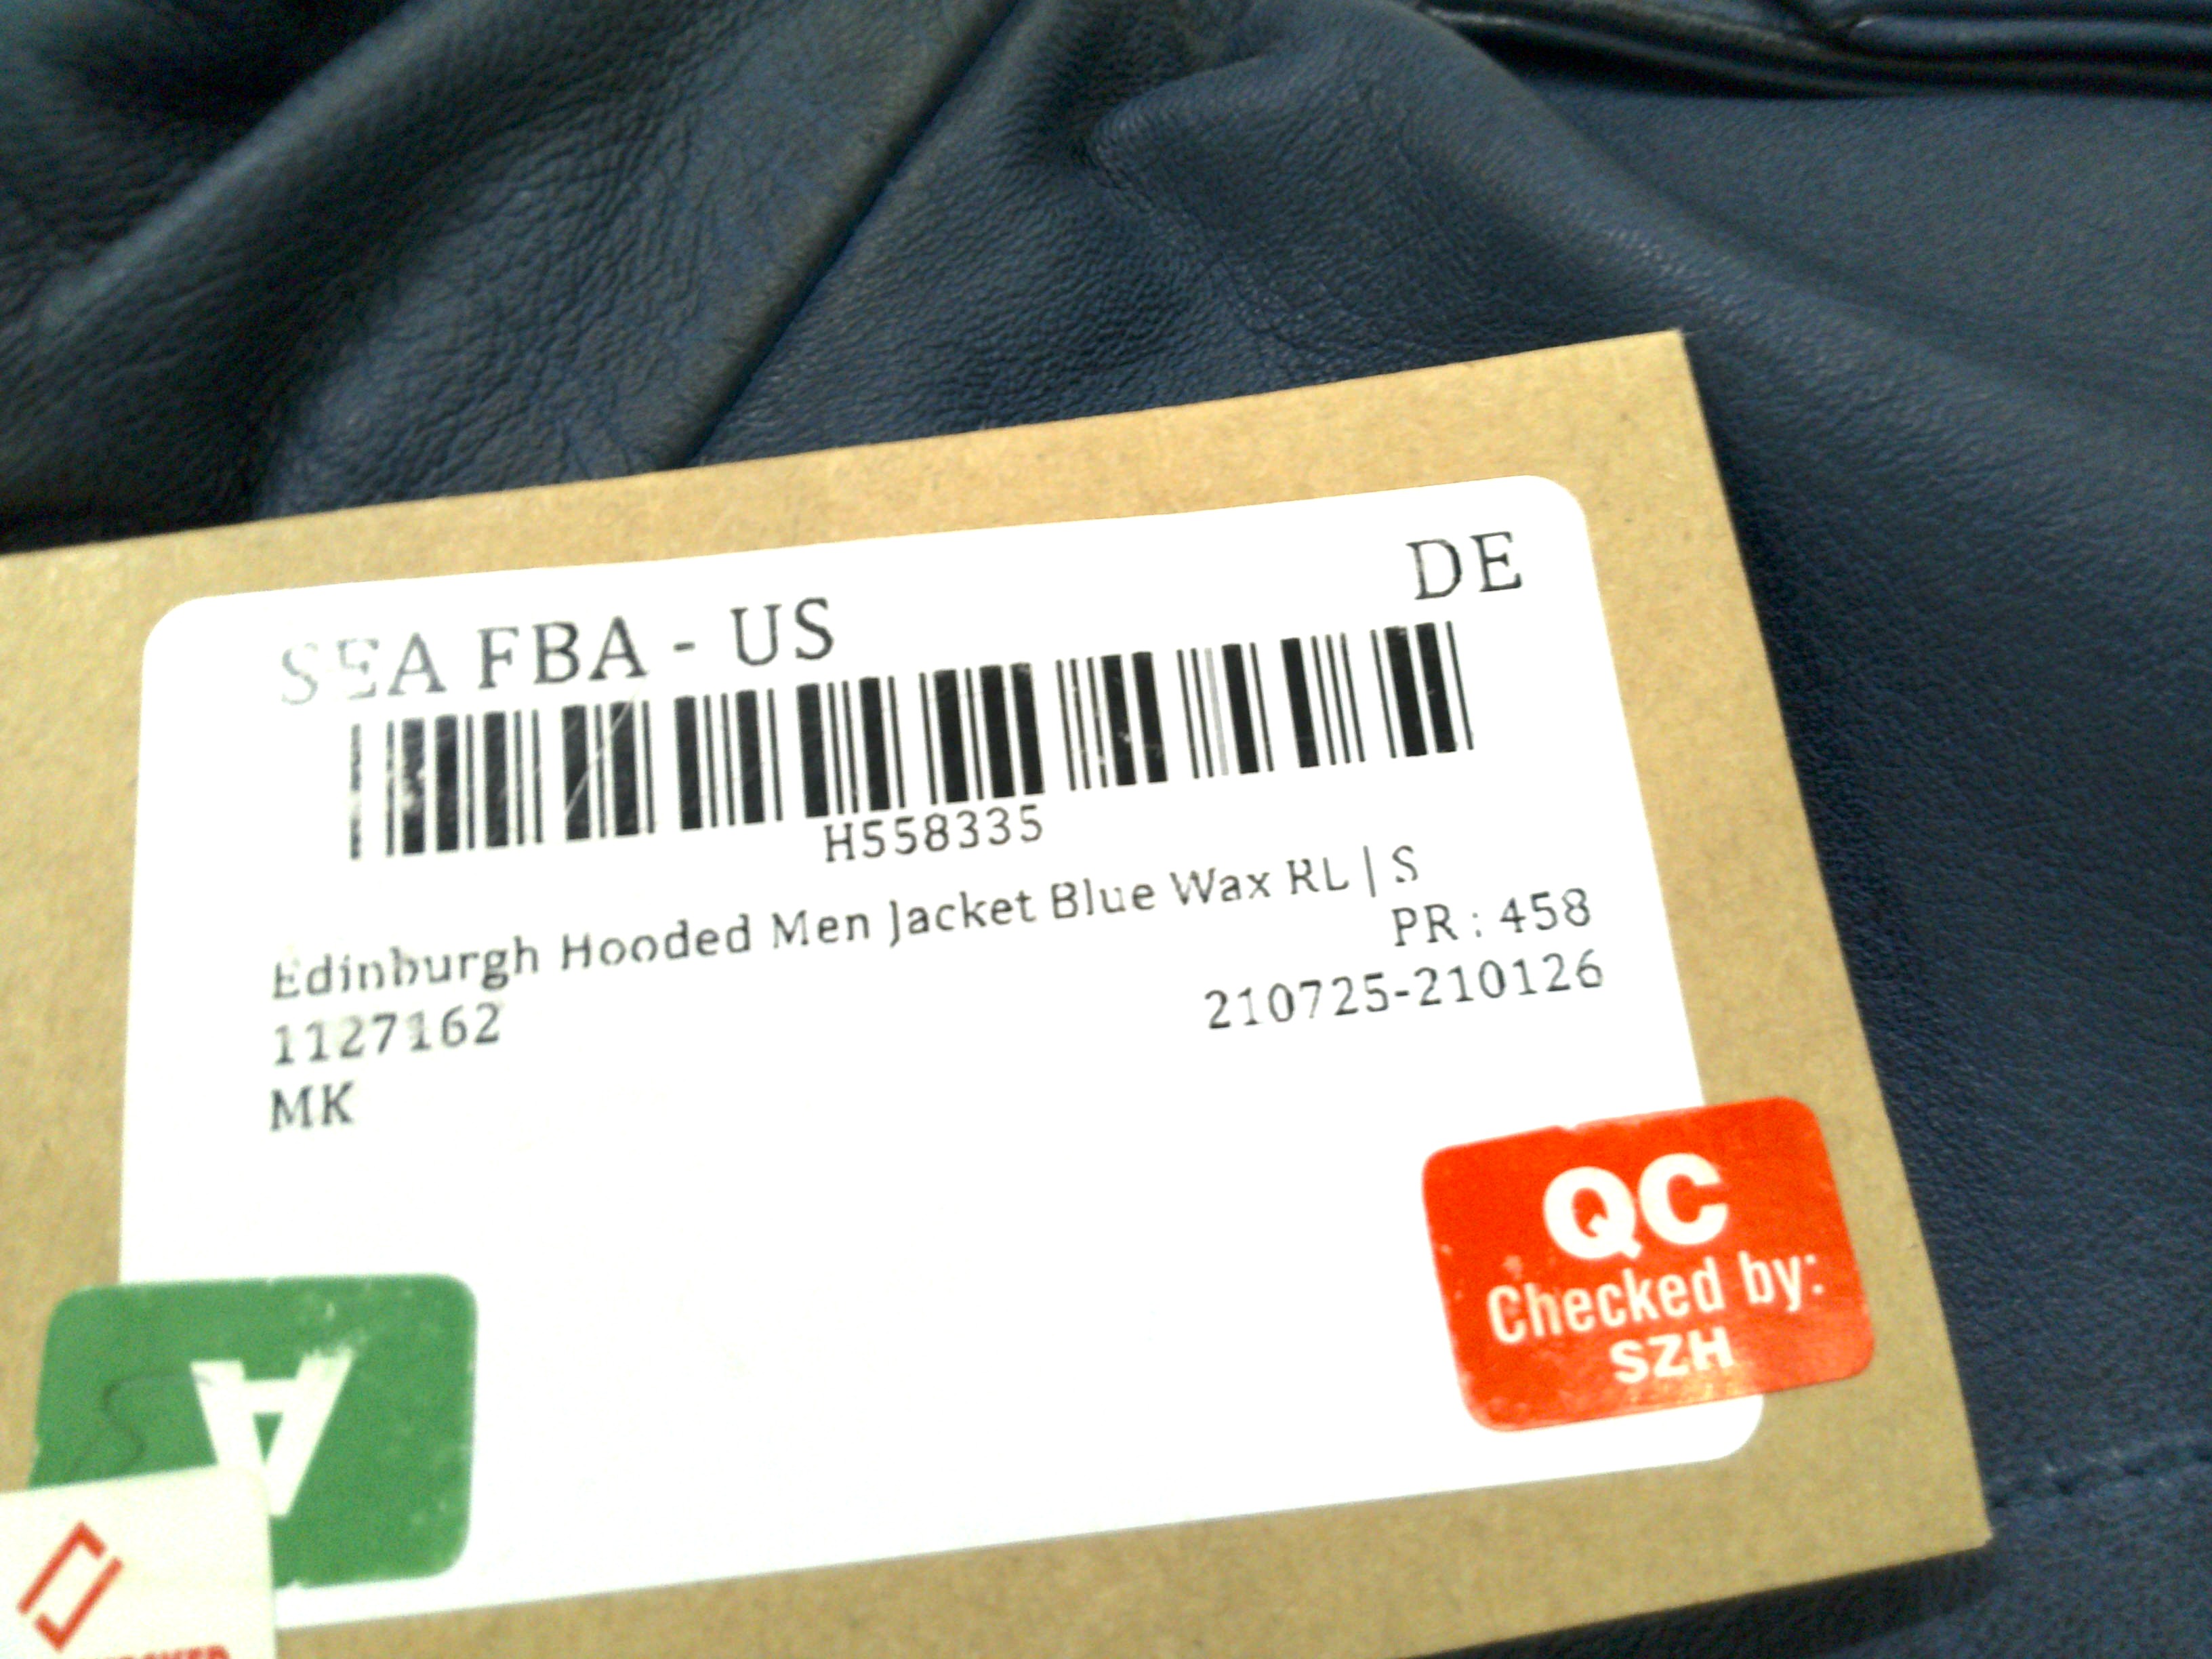 SEA FBA - US
DE
H558335
Edinburgh Hooded Men Jacket Blue Wax RL | S
PR : 458
1127162
210725-210126
MK
QC
Checked by:
SZH
A